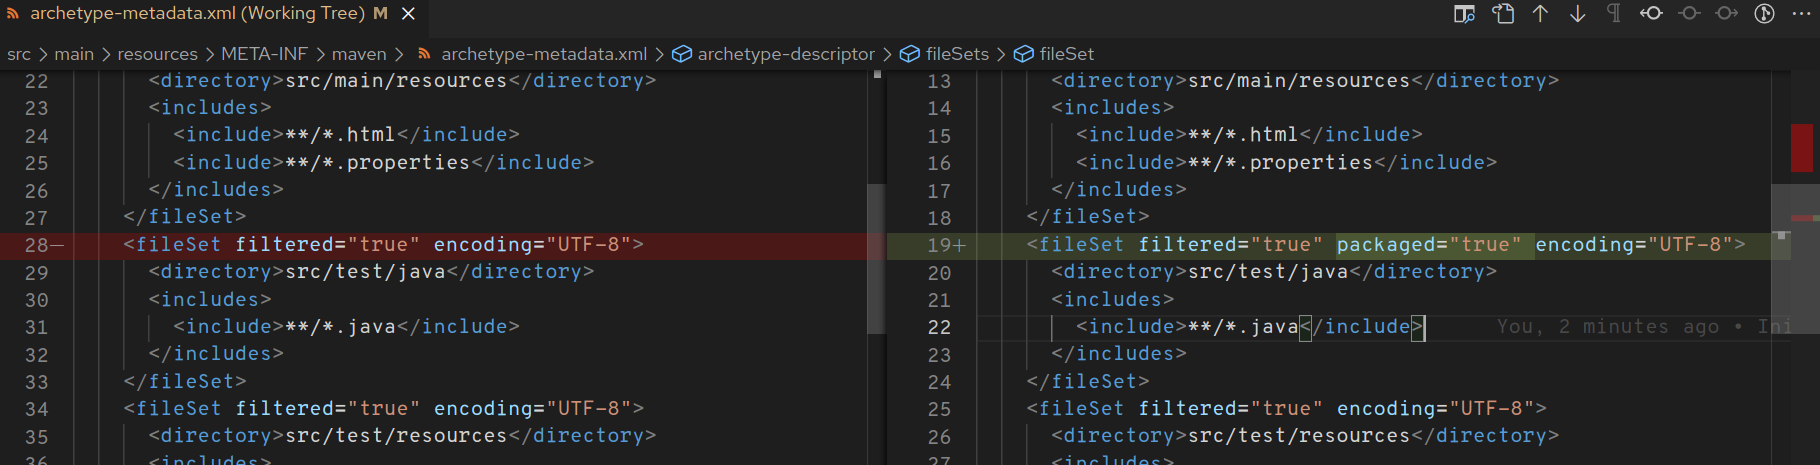 archetype-metadata.xml (Working Tree) M
src > main > resources > META-INF > maven > archetype-metadata.xml > archetype-descriptor > fileSets > fileSet
22 <directory>src/main/resources</directory>
23 <includes>
24 <include>**/*.html</include>
25 <include>**/*.properties</include>
26 </includes>
27 </fileSet>
28— <fileSet filtered="true" encoding="UTF-8">
29 <directory>src/test/java</directory>
30 <includes>
31 <include>**/*.java</include>
32 </includes>
33 </fileSet>
34 <fileSet filtered="true" encoding="UTF-8">
35 <directory>src/test/resources</directory>
36 <includes>
13 <directory>src/main/resources</directory>
14 <includes>
15 <include>**/*.html</include>
16 <include>**/*.properties</include>
17 </includes>
18 </fileSet>
19+ <fileSet filtered="true" packaged="true" encoding="UTF-8">
20 <directory>src/test/java</directory>
21 <includes>
22 <include>**/*.java</include> You, 2 minutes ago • Ini
23 </includes>
24 </fileSet>
25 <fileSet filtered="true" encoding="UTF-8">
26 <directory>src/test/resources</directory>
27 <includes>